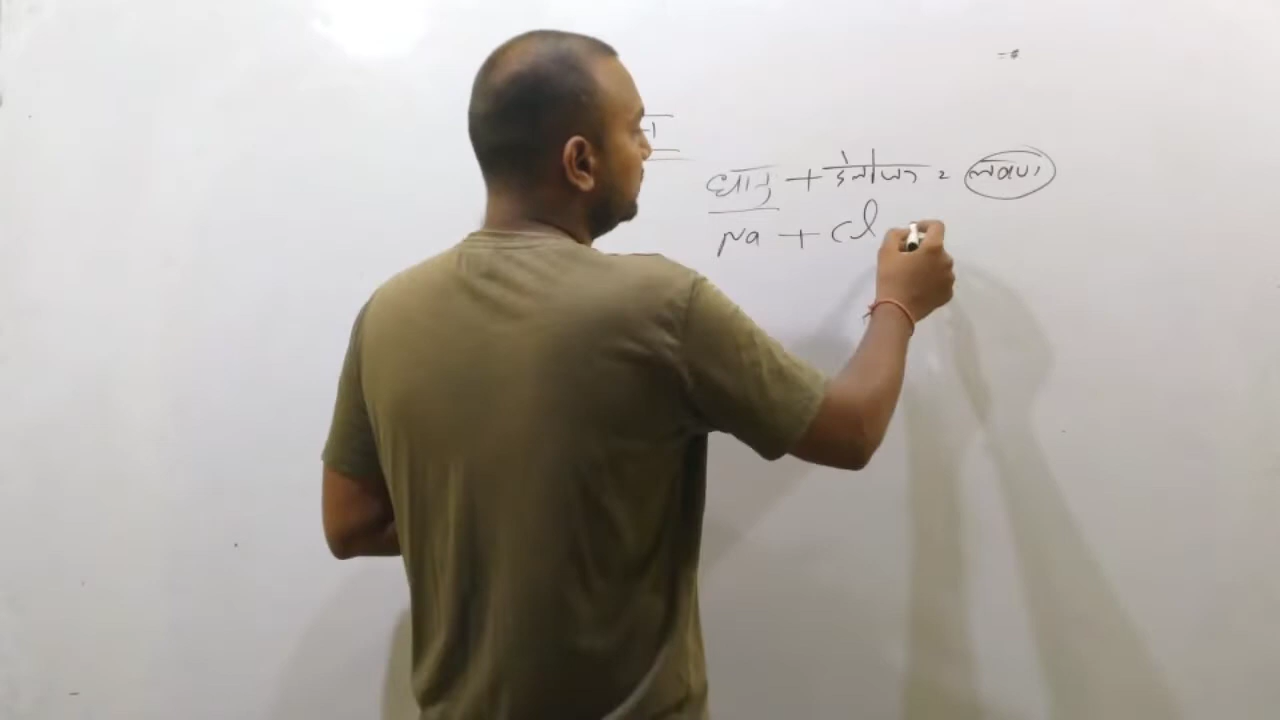 धातु + हैलोजन = लवण
Na + Cl